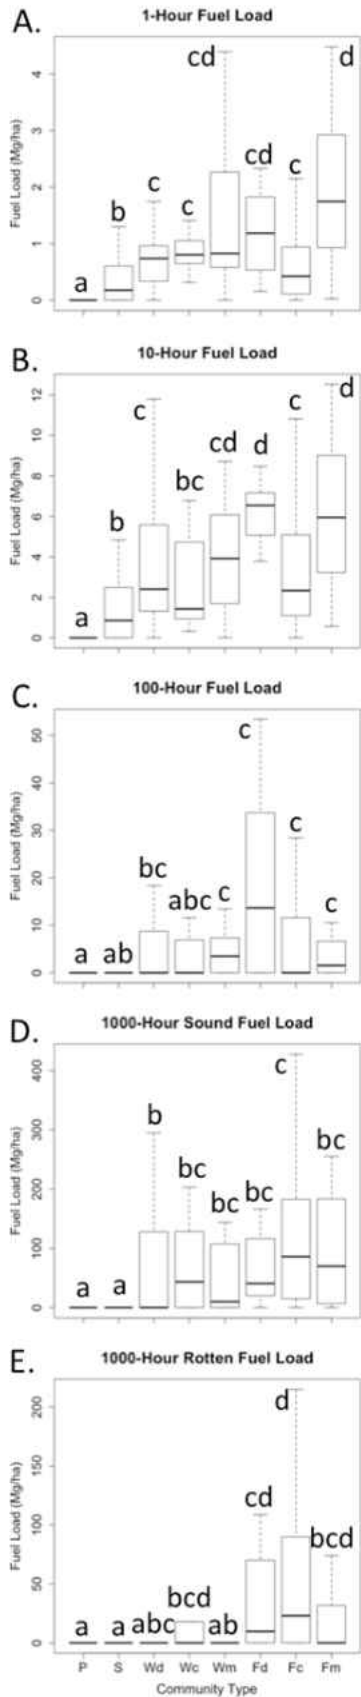 A. 1-Hour Fuel Load
Fuel Load (Mg/ha)
4
3
2
1
0
a b c c cd cd c d
B. 10-Hour Fuel Load
Fuel Load (Mg/ha)
12
10
8
6
4
2
0
a b c bc cd d c d
C. 100-Hour Fuel Load
Fuel Load (Mg/ha)
50
40
30
20
10
0
a ab bc abc c c c c
D. 1000-Hour Sound Fuel Load
Fuel Load (Mg/ha)
400
300
200
100
0
a a b bc bc bc c bc
E. 1000-Hour Rotten Fuel Load
Fuel Load (Mg/ha)
200
150
100
50
0
a a abc bcd ab cd d bcd
P S Wd Wc Wm Fd Fc Fm
Community Type